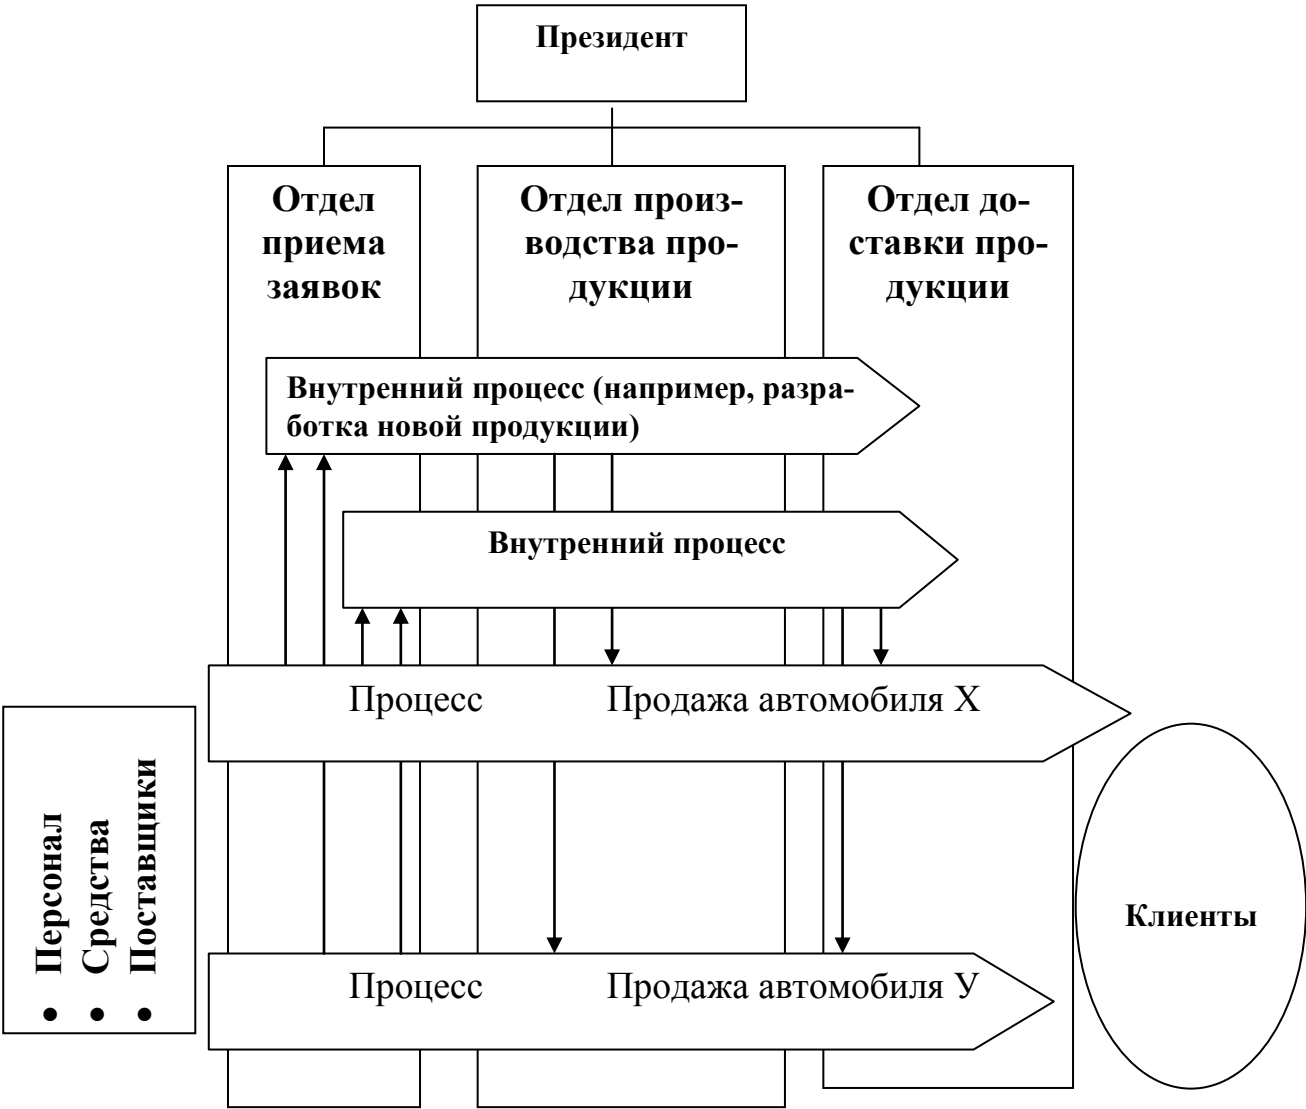 Президент
Отдел
приема
заявок
Отдел произ-
водства про-
дукции
Отдел до-
ставки про-
дукции
Внутренний процесс (например, разра-
ботка новой продукции)
Внутренний процесс
Процесс Продажа автомобиля Х
• Персонал
• Средства
• Поставщики
Клиенты
Процесс Продажа автомобиля У